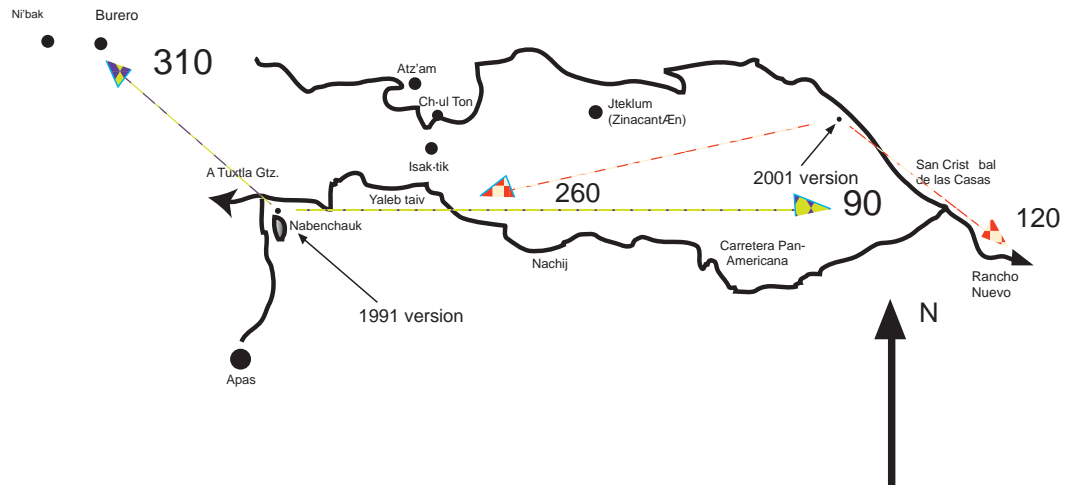 Ni'bak
Burero
310
Atz'am
Ch-ul Ton
Jteklum
(ZinacantÆn)
Isak-tik
A Tuxtla Gtz.
Yaleb taiv
260
2001 version
90
San Crist bal
de las Casas
120
Nabenchauk
Nachij
Carretera Pan-
Americana
Rancho
Nuevo
1991 version
N
Apas